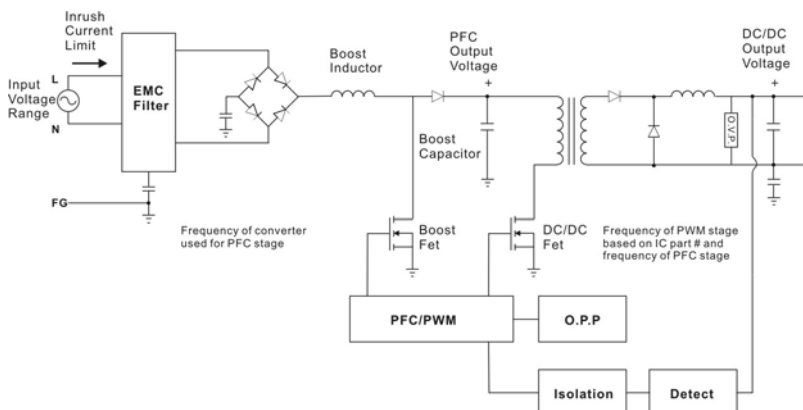 Inrush
Current
Limit
PFC
Output
Voltage
+
DC/DC
Output
Voltage
+
Boost
Inductor
Input
Voltage
Range
L
N
EMC
Filter
O.V.P.
Boost
Capacitor
FG
Frequency of converter
used for PFC stage
Boost
Fet
DC/DC
Fet
Frequency of PWM stage
based on IC part # and
frequency of PFC stage
PFC/PWM
O.P.P
Isolation
Detect